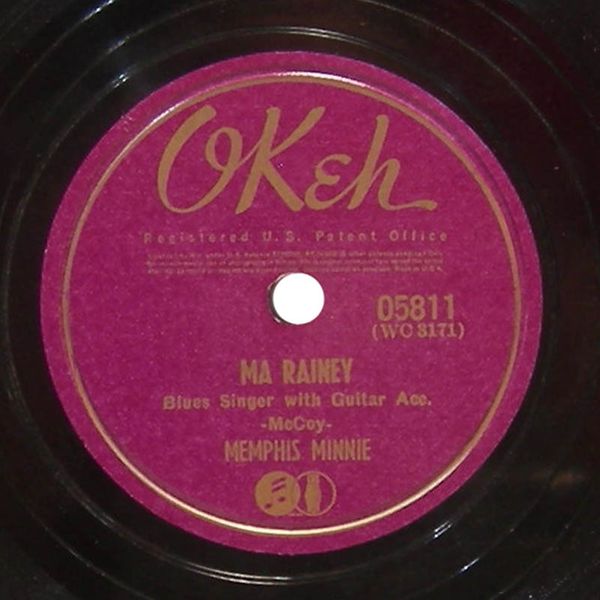 OKeh
Registered U.S. Patent Office
05811
(WC 3171)
MA RAINEY
Blues Singer with Guitar Acc.
-McCoy-
MEMPHIS MINNIE